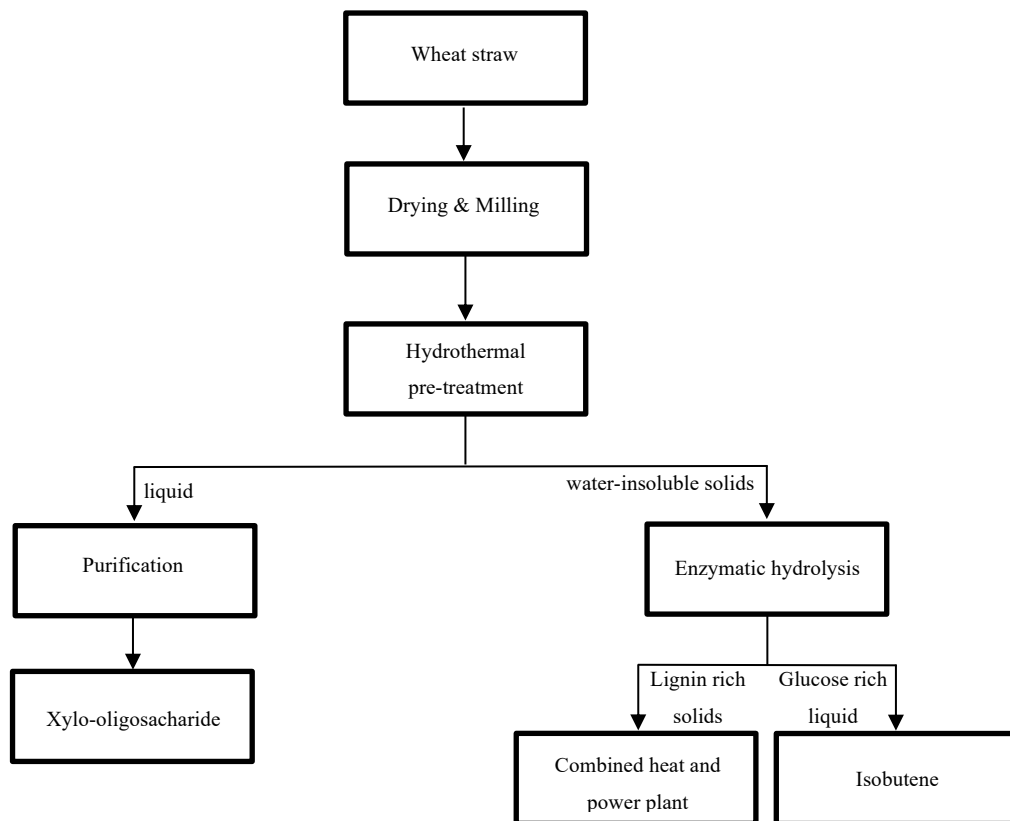 Wheat straw
Drying & Milling
Hydrothermal
pre-treatment
liquid
water-insoluble solids
Purification
Enzymatic hydrolysis
Xylo-oligosacharide
Lignin rich
solids
Glucose rich
liquid
Combined heat and
power plant
Isobutene